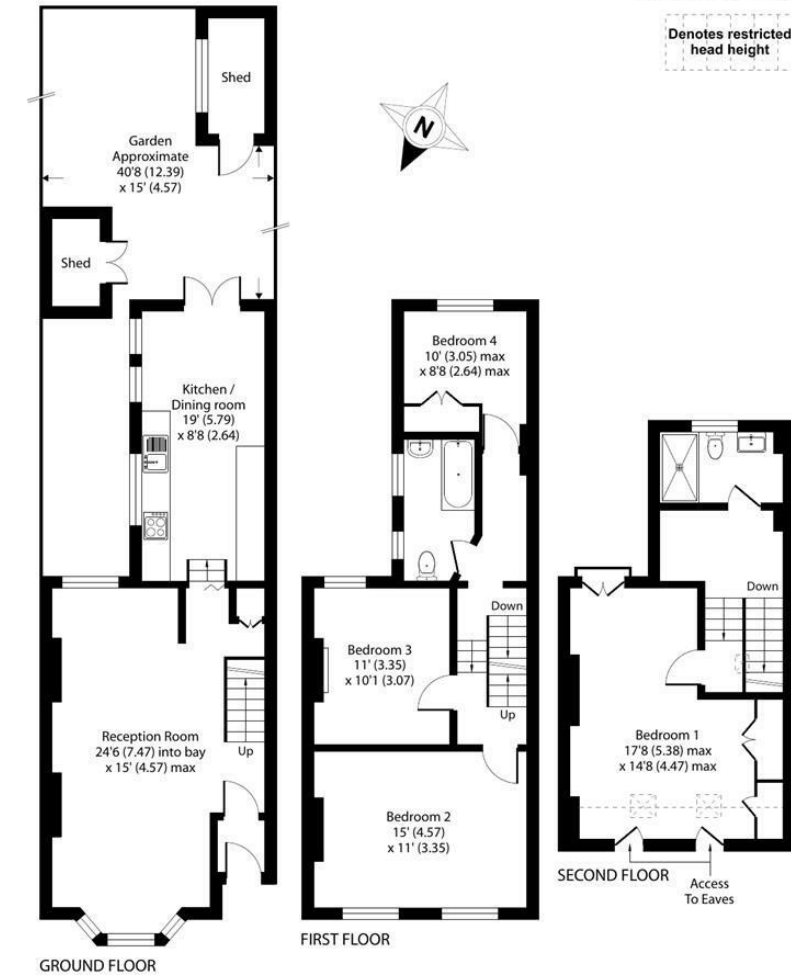 Denotes restricted
head height
Shed
N
Garden
Approximate
40'8 (12.39)
x 15' (4.57)
Shed
Kitchen /
Dining room
19' (5.79)
x 8'8 (2.64)
Reception Room
24'6 (7.47) into bay
x 15' (4.57) max
Up
GROUND FLOOR
Bedroom 4
10' (3.05) max
x 8'8 (2.64) max
Down
Bedroom 3
11' (3.35)
x 10'1 (3.07)
Up
Bedroom 2
15' (4.57)
x 11' (3.35)
FIRST FLOOR
Down
Bedroom 1
17'8 (5.38) max
x 14'8 (4.47) max
SECOND FLOOR
Access
To Eaves